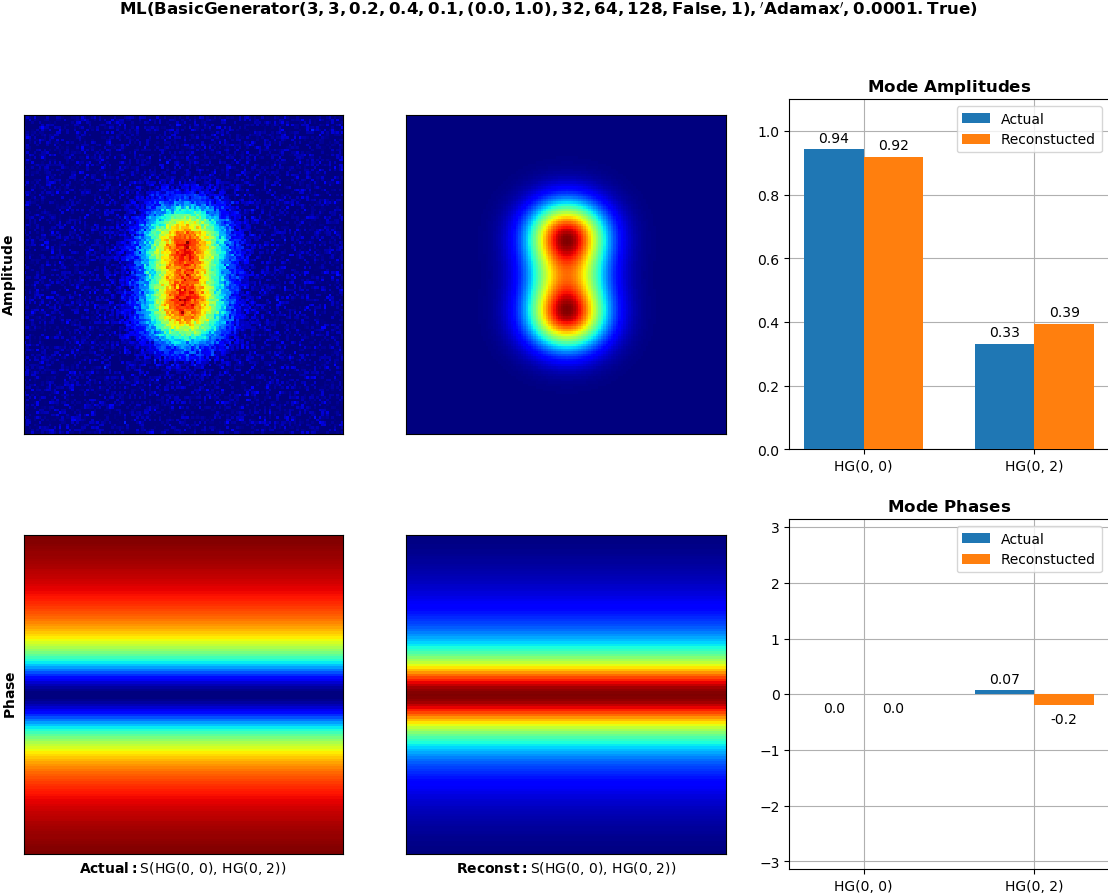 ML(BasicGenerator(3, 3, 0.2, 0.4, 0.1, (0.0, 1.0), 32, 64, 128, False, 1), ′Adamax′, 0.0001. True)
Amplitude
Mode Amplitudes
Actual
Reconstucted
1.0
0.8
0.6
0.4
0.2
0.0
0.94
0.92
0.33
0.39
HG(0, 0)
HG(0, 2)
Phase
Actual: S(HG(0, 0), HG(0, 2))
Reconst: S(HG(0, 0), HG(0, 2))
Mode Phases
Actual
Reconstucted
3
2
1
0
−1
−2
−3
0.0
0.0
0.07
-0.2
HG(0, 0)
HG(0, 2)